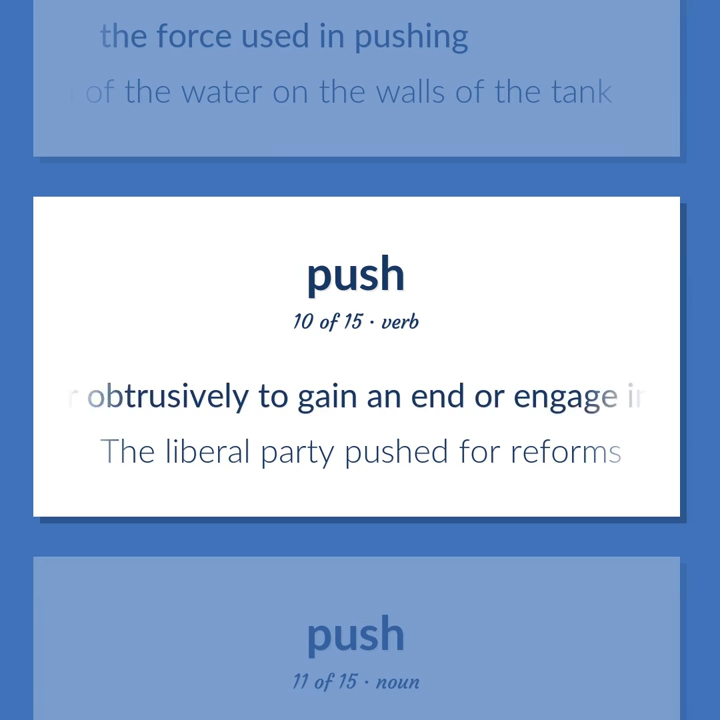 the force used in pushing
of the water on the walls of the tank
push
10 of 15 · verb
obtrusively to gain an end or engage
The liberal party pushed for reforms
push
11 of 15 · noun